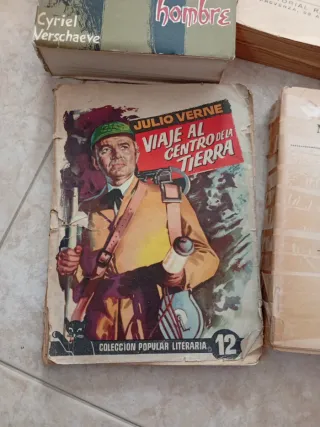 hombre
Cyriel
Verschaeve
JULIO VERNE
VIAJE AL
CENTRO DE LA
TIERRA
COLECCION POPULAR LITERARIA
12